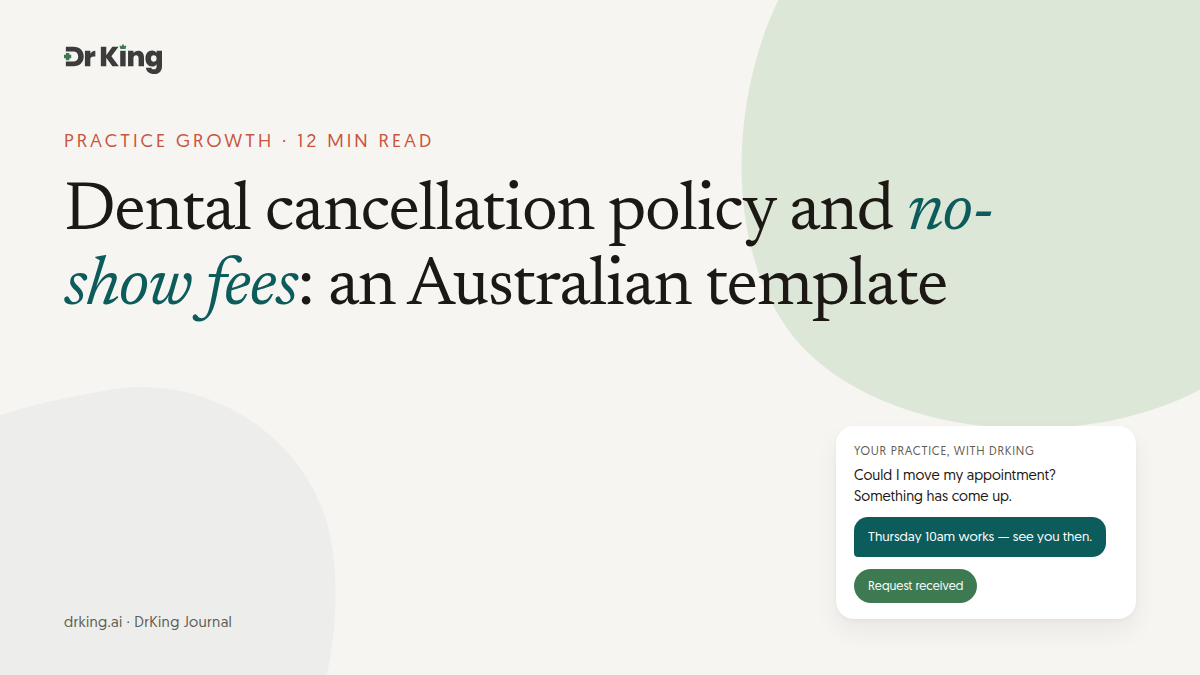 Dr King
PRACTICE GROWTH · 12 MIN READ
Dental cancellation policy and no-
show fees: an Australian template
YOUR PRACTICE, WITH DRKING
Could I move my appointment?
Something has come up.
Thursday 10am works — see you then.
Request received
drking.ai · DrKing Journal